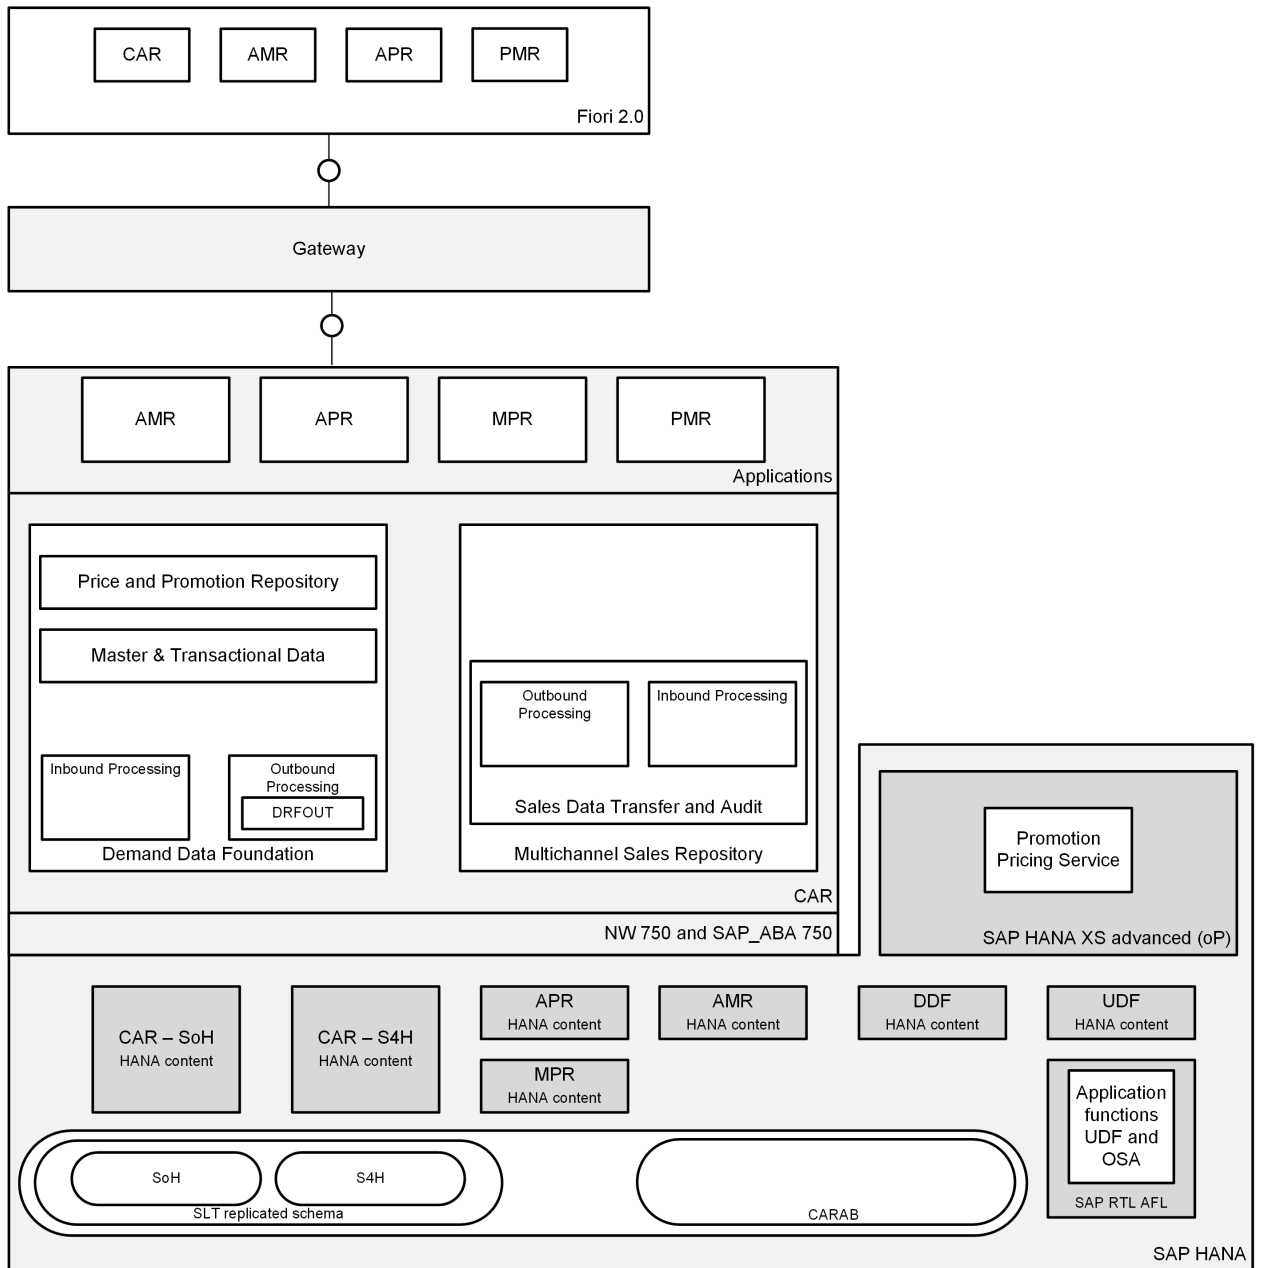 CAR
AMR
APR
PMR
Fiori 2.0
Gateway
AMR
APR
MPR
PMR
Applications
Price and Promotion Repository
Master & Transactional Data
Inbound Processing
Outbound
Processing
DRFOUT
Demand Data Foundation
Outbound
Processing
Inbound Processing
Sales Data Transfer and Audit
Multichannel Sales Repository
CAR
NW 750 and SAP_ABA 750
Promotion
Pricing Service
SAP HANA XS advanced (oP)
CAR – SoH
HANA content
CAR – S4H
HANA content
APR
HANA content
AMR
HANA content
DDF
HANA content
UDF
HANA content
MPR
HANA content
Application
functions
UDF and
OSA
SAP RTL AFL
SoH
S4H
SLT replicated schema
CARAB
SAP HANA